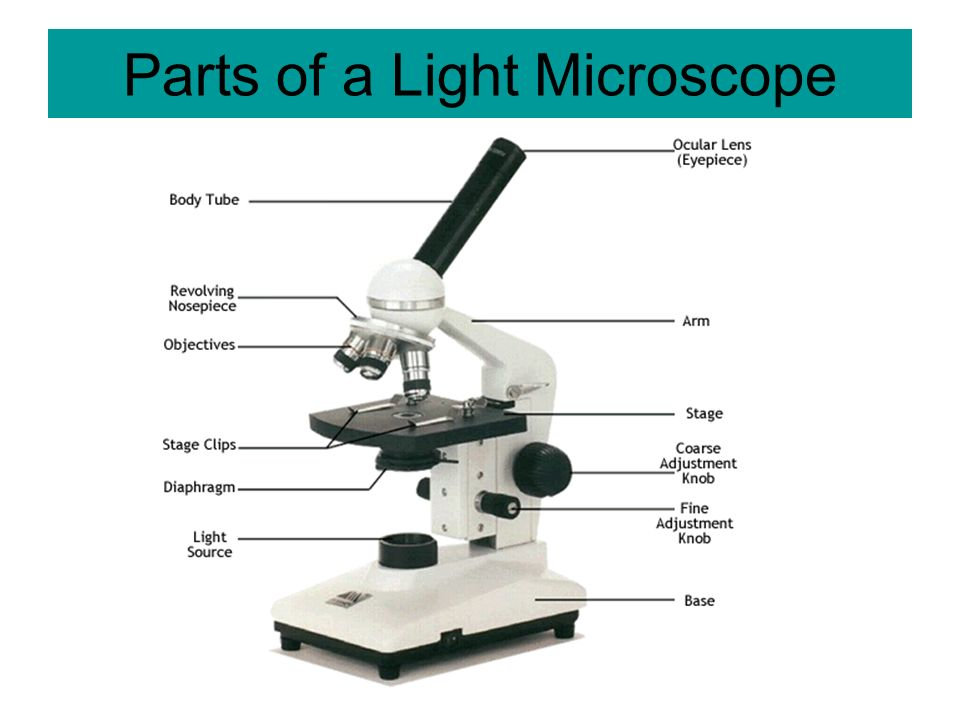 Parts of a Light Microscope
Ocular Lens
(Eyepiece)
Body Tube
Revolving
Nosepiece
Arm
Objectives
Stage
Stage Clips
Coarse
Adjustment
Knob
Diaphragm
Fine
Adjustment
Knob
Light
Source
Base